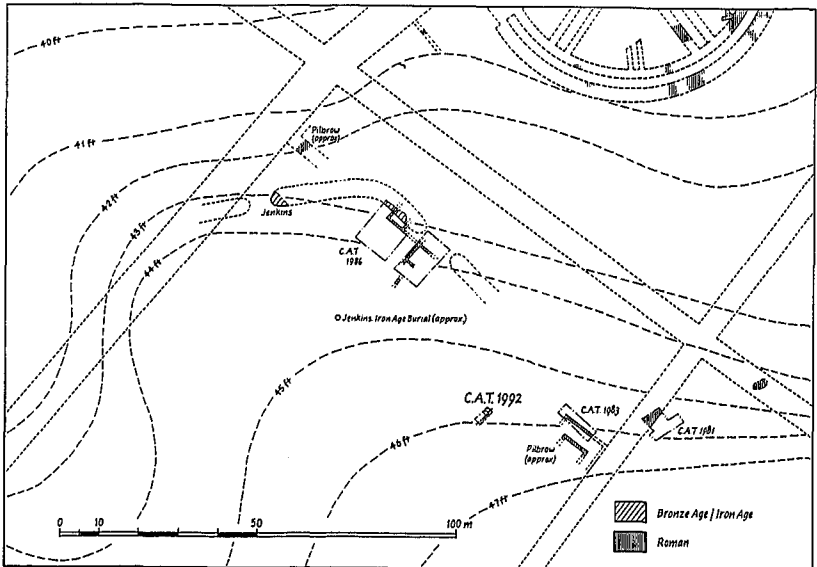 40 ft
41 ft
42 ft
43 ft
44 ft
Pilbrow
(approx)
Jenkins
C.A.T.
1986
Jenkins. Iron Age Burial (approx.)
45 ft
C.A.T. 1992
C.A.T. 1983
C.A.T 1981
46 ft
Pilbrow
(approx)
47 ft
0 10 50 100 m
Bronze Age / Iron Age
Roman